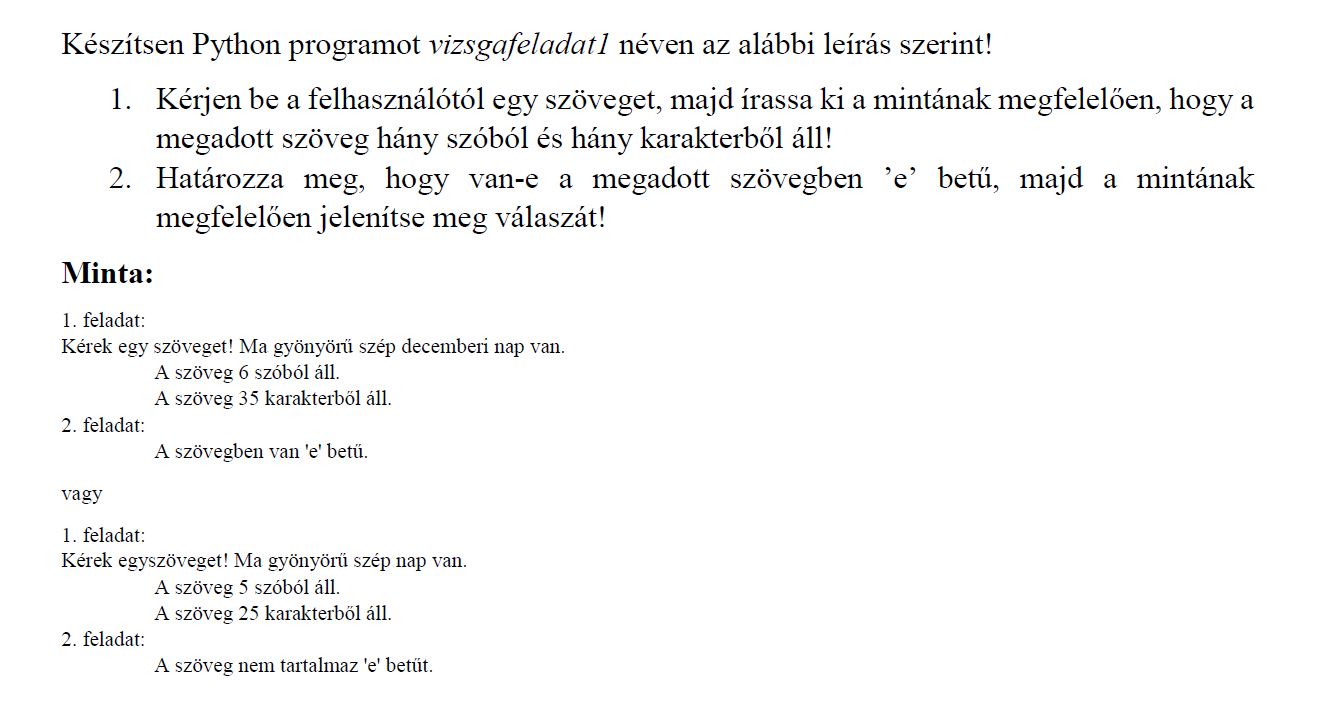 Készítsen Python programot vizsgafeladat1 néven az alábbi leírás szerint!
1. Kérjen be a felhasználótól egy szöveget, majd írassa ki a mintának megfelelően, hogy a
megadott szöveg hány szóból és hány karakterből áll!
2. Határozza meg, hogy van-e a megadott szövegben ’e’ betű, majd a mintának
megfelelően jelenítse meg válaszát!
Minta:
1. feladat:
Kérek egy szöveget! Ma gyönyörű szép decemberi nap van.
A szöveg 6 szóból áll.
A szöveg 35 karakterből áll.
2. feladat:
A szövegben van 'e' betű.
vagy
1. feladat:
Kérek egyszöveget! Ma gyönyörű szép nap van.
A szöveg 5 szóból áll.
A szöveg 25 karakterből áll.
2. feladat:
A szöveg nem tartalmaz 'e' betűt.